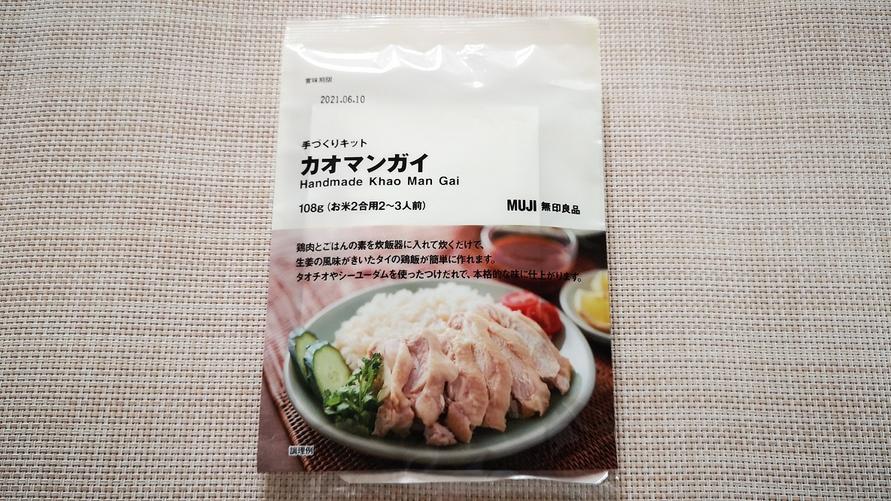 賞味期限
2021.06.10
手づくりキット
カオマンガイ
Handmade Khao Man Gai
108g（お米2合用2〜3人前）
MUJI 無印良品
鶏肉とごはんの素を炊飯器に入れて炊くだけで、
生姜の風味がきいたタイの鶏飯が簡単に作れます。
タオチオやシーユーダムを使ったつけだれで、本格的な味に仕上がります。
調理例